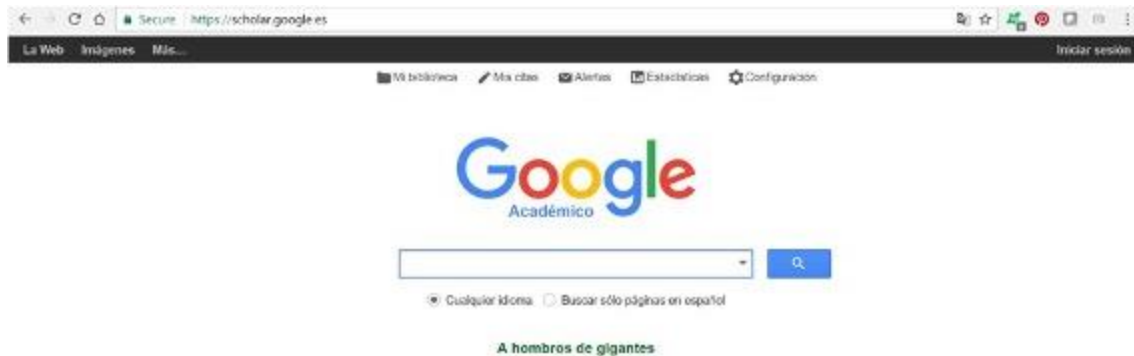 Secure https://scholar.google.es
La Web Imágenes Más... Iniciar sesión
Mi biblioteca Mis citas Alertas Estadísticas Configuración
Google
Académico
Cualquier idioma Buscar sólo páginas en español
A hombros de gigantes